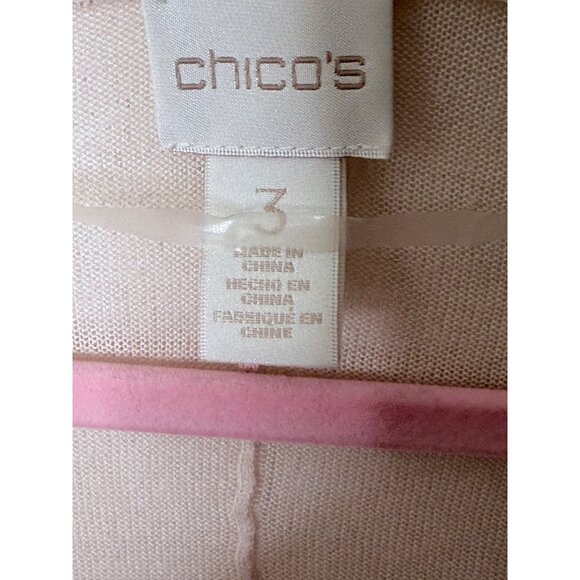 chico's
3
MADE IN
CHINA
HECHO EN
CHINA
FABRIQUÉ EN
CHINE